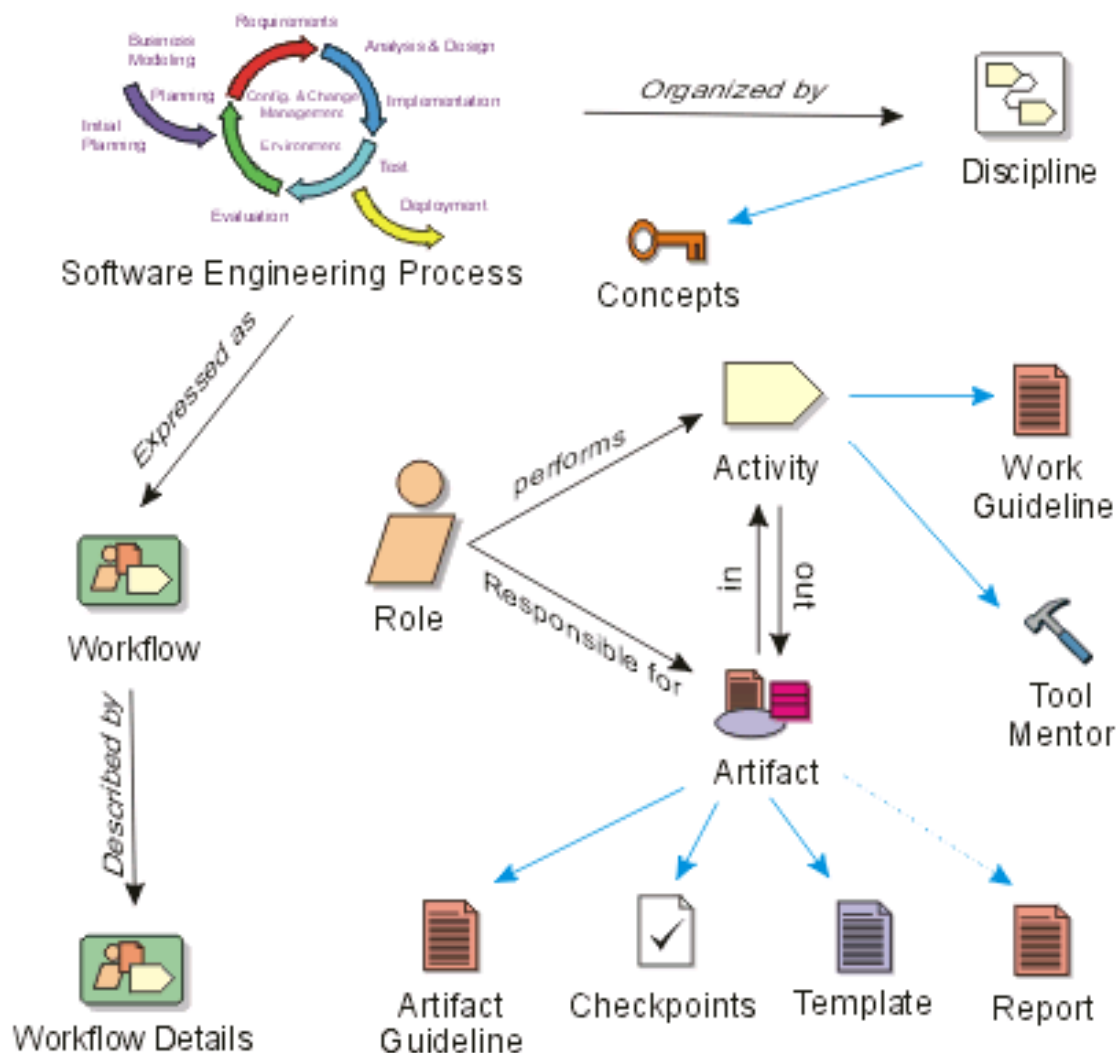 Requirements
Business
Modeling
Analysis & Design
Planning
Config. & Change
Management
Implementation
Initial
Planning
Environment
Test
Evaluation
Deployment
Software Engineering Process
Organized by
Discipline
Concepts
Expressed as
performs
Activity
Work
Guideline
Role
Responsible for
in
out
Workflow
Tool
Mentor
Artifact
Described by
Artifact
Guideline
Checkpoints
Template
Report
Workflow Details